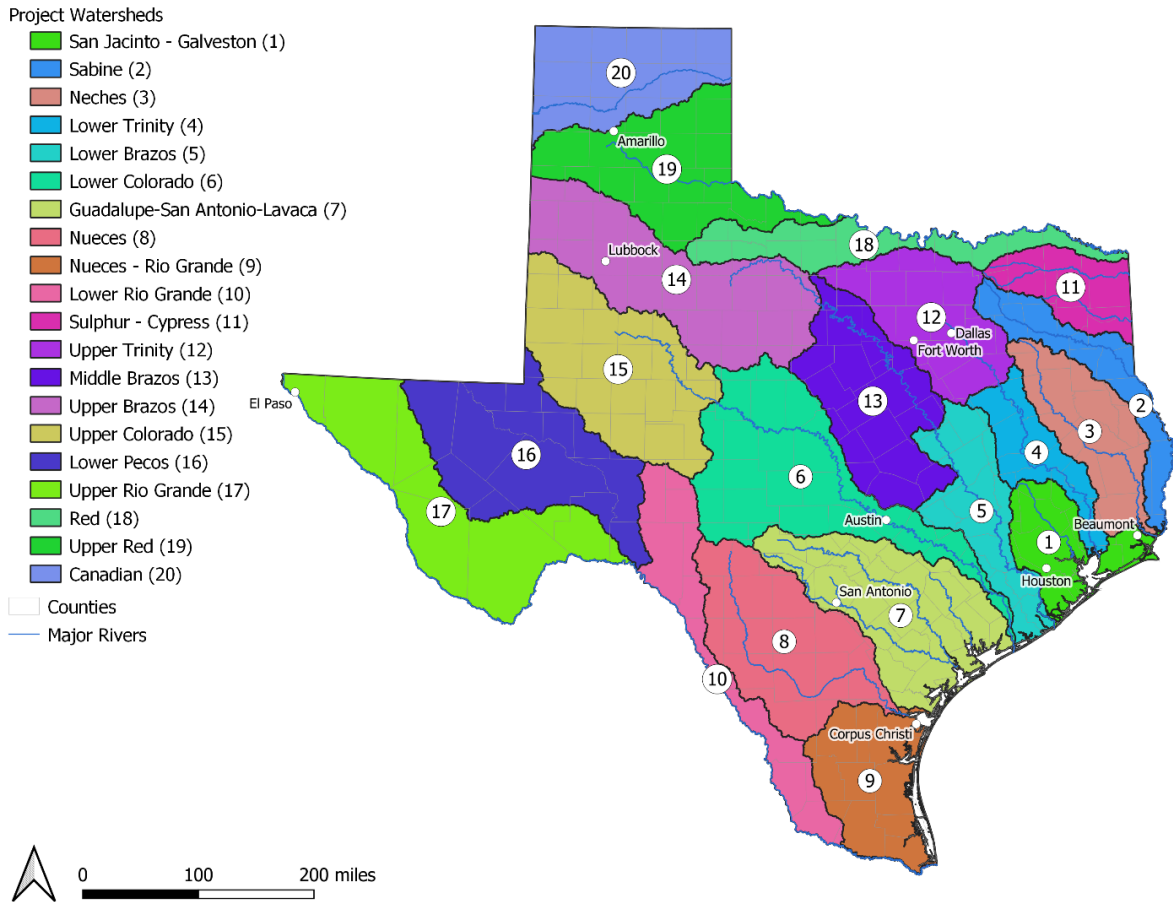 Project Watersheds
San Jacinto - Galveston (1)
Sabine (2)
Neches (3)
Lower Trinity (4)
Lower Brazos (5)
Lower Colorado (6)
Guadalupe-San Antonio-Lavaca (7)
Nueces (8)
Nueces - Rio Grande (9)
Lower Rio Grande (10)
Sulphur - Cypress (11)
Upper Trinity (12)
Middle Brazos (13)
Upper Brazos (14)
Upper Colorado (15)
Lower Pecos (16)
Upper Rio Grande (17)
Red (18)
Upper Red (19)
Canadian (20)
Counties
Major Rivers
20
Amarillo
19
18
Lubbock
14
11
12
Dallas
Fort Worth
15
El Paso
13
2
3
16
4
6
17
5
Austin
Beaumont
1
Houston
San Antonio
7
8
10
Corpus Christi
9
0
100
200 miles